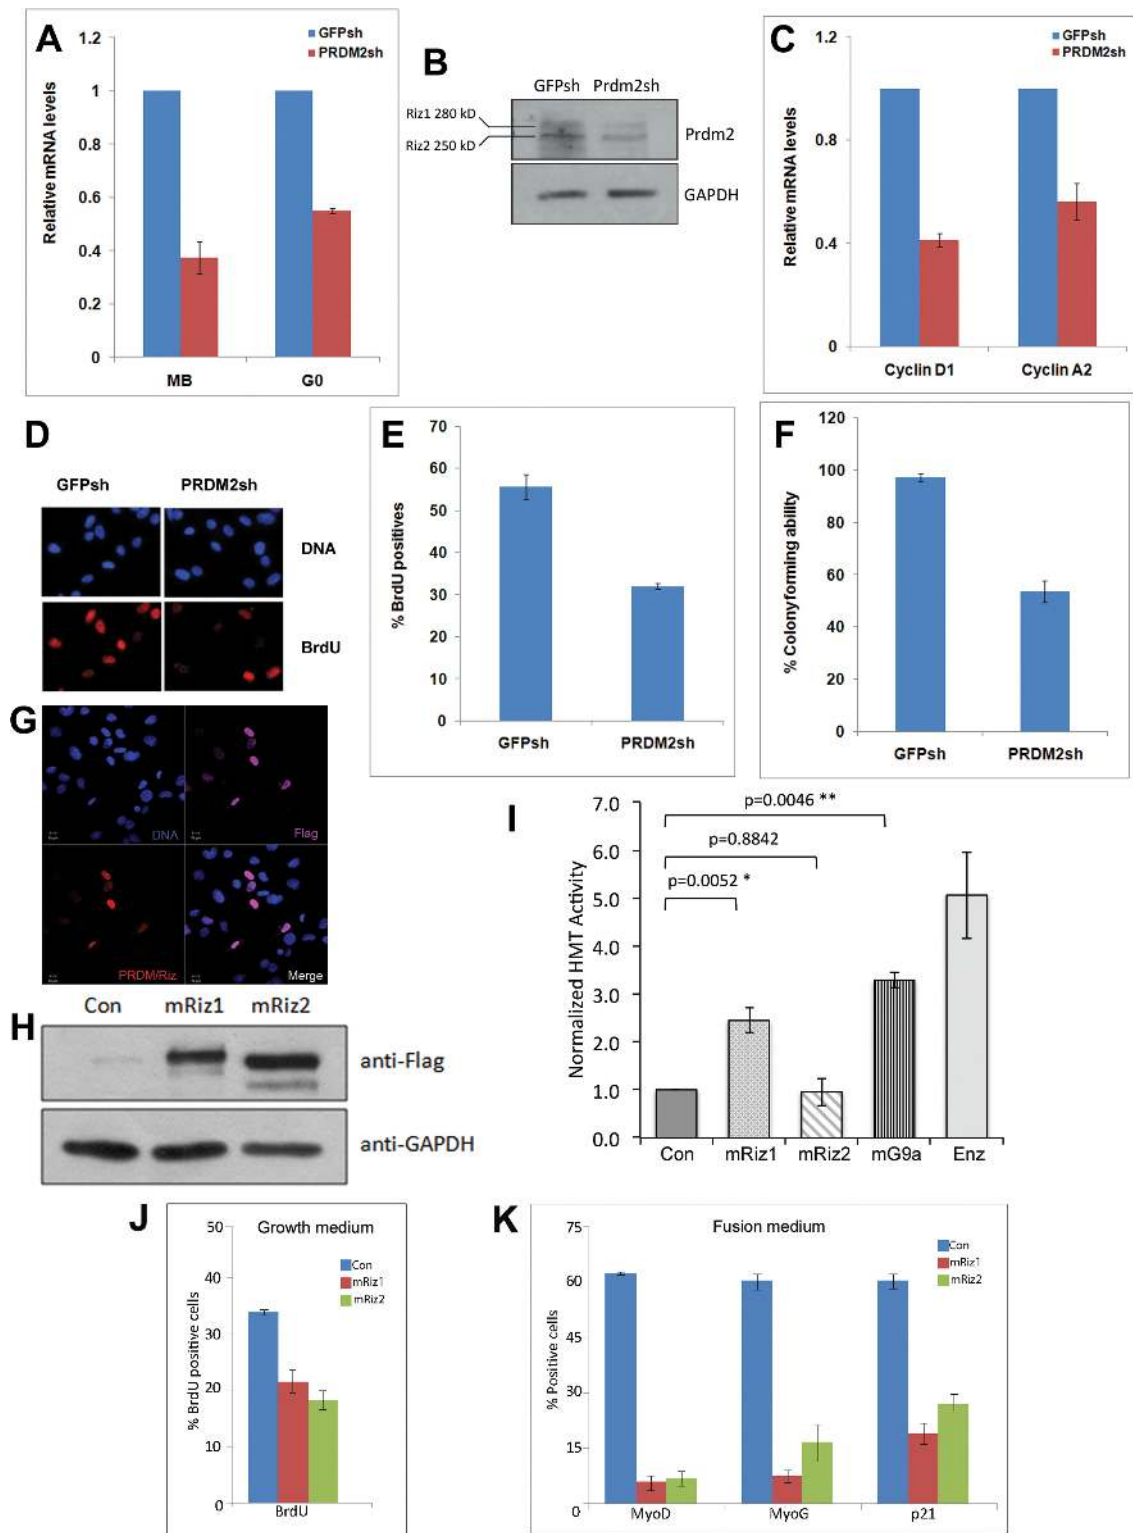 A
GFPsh
PRDM2sh
Relative mRNA levels
1.2
1
0.8
0.6
0.4
0.2
0
MB
G0
B
GFPsh Prdm2sh
Riz1 280 kD
Riz2 250 kD
Prdm2
GAPDH
C
GFPsh
PRDM2sh
Relative mRNA levels
1.2
0.8
0.4
0
Cyclin D1
Cyclin A2
D
GFPsh
PRDM2sh
DNA
BrdU
E
% BrdU positives
70
60
50
40
30
20
10
0
GFPsh
PRDM2sh
F
% Colony forming ability
120
100
80
60
40
20
0
GFPsh
PRDM2sh
G
DNA
Flag
PRDM/Riz
Merge
H
Con mRiz1 mRiz2
anti-Flag
anti-GAPDH
I
Normalized HMT Activity
7.0
6.0
5.0
4.0
3.0
2.0
1.0
0.0
p=0.0046 **
p=0.8842
p=0.0052 *
Con mRiz1 mRiz2 mG9a Enz
J
Growth medium
Con
mRiz1
mRiz2
% BrdU positive cells
50
40
30
20
10
0
BrdU
K
Fusion medium
Con
mRiz1
mRiz2
% Positive cells
75
60
45
30
15
0
MyoD
MyoG
p21